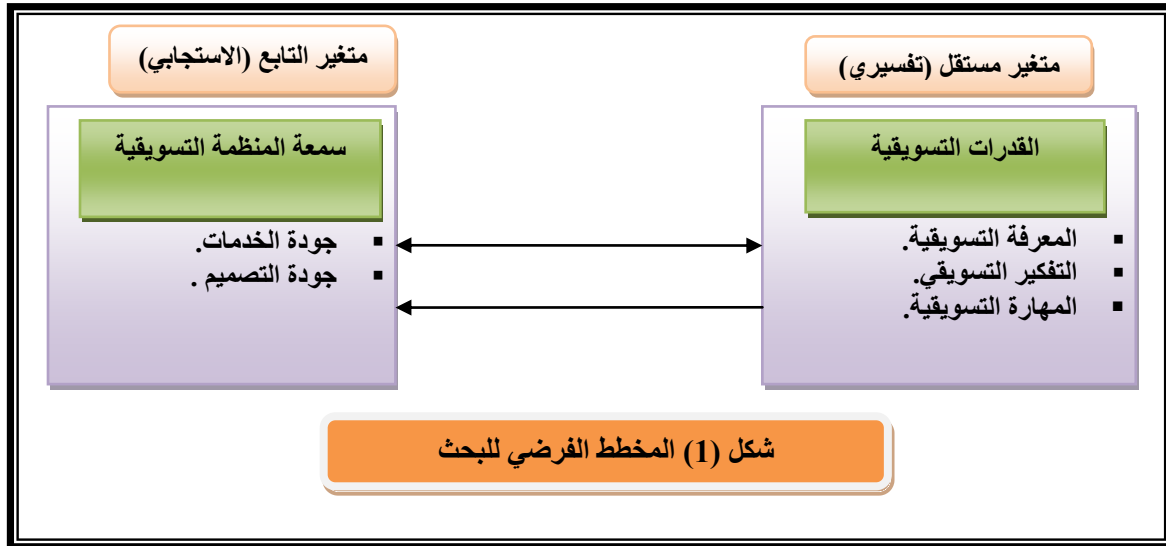 متغير مستقل (تفسيري)
القدرات التسويقية
▪ المعرفة التسويقية.
▪ التفكير التسويقي.
▪ المهارة التسويقية.
متغير التابع (الاستجابي)
سمعة المنظمة التسويقية
▪ جودة الخدمات.
▪ جودة التصميم .
شكل (1) المخطط الفرضي للبحث